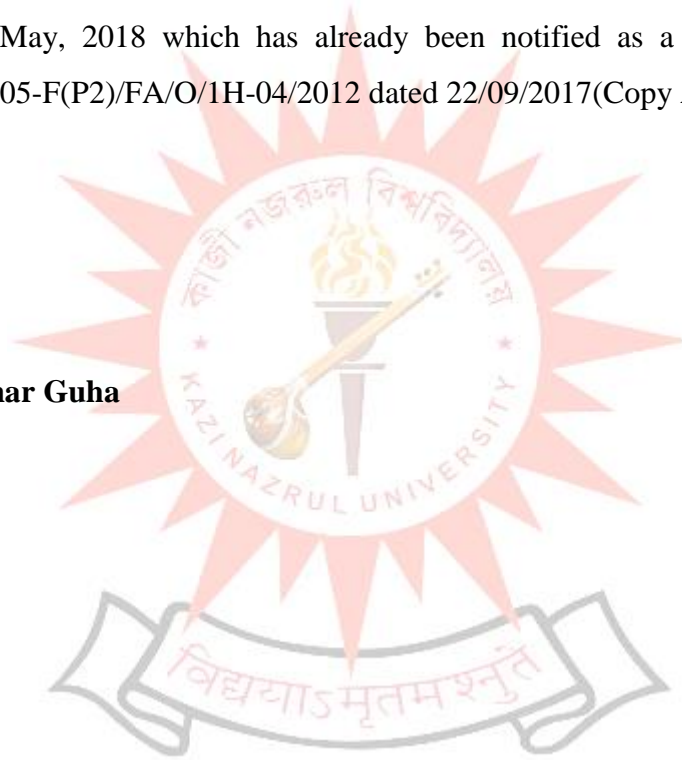 May, 2018 which has already been notified as a
05-F(P2)/FA/O/1H-04/2012 dated 22/09/2017(Copy
কাজী নজরুল বিশ্ববিদ্যালয়
nar Guha
KAZI NAZRUL UNIVERSITY
विद्ययाऽमृतमश्नुते